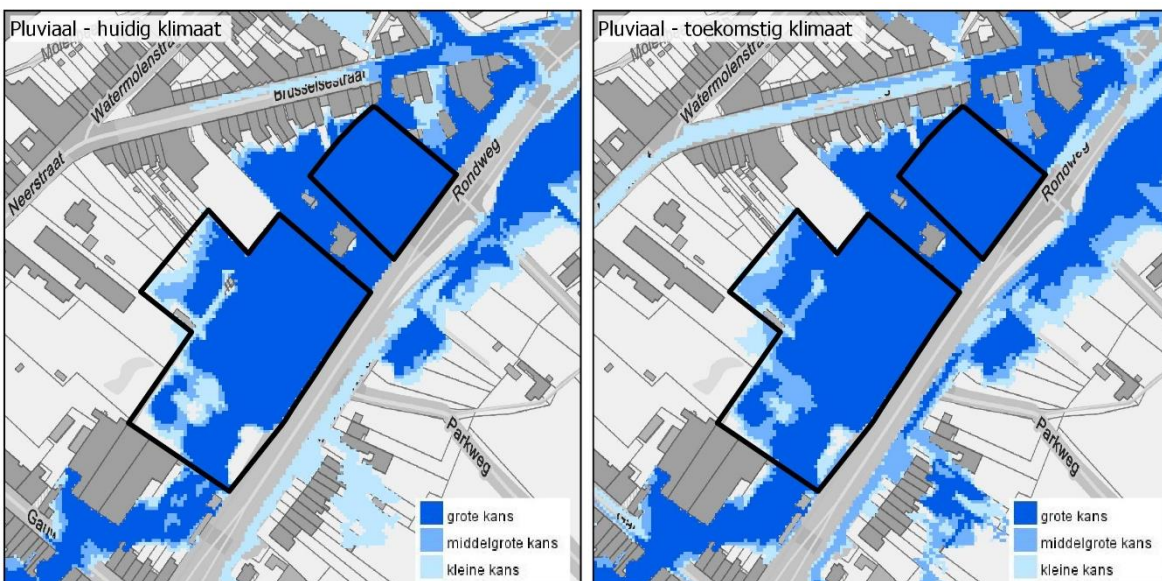 Pluviaal - huidig klimaat
Watermolenstraat
Brusselsestraat
Neerstraat
Rondweg
Parkweg
grote kans
middelgrote kans
kleine kans
Pluviaal - toekomstig klimaat
Watermolenstraat
Neerstraat
Rondweg
Parkweg
grote kans
middelgrote kans
kleine kans